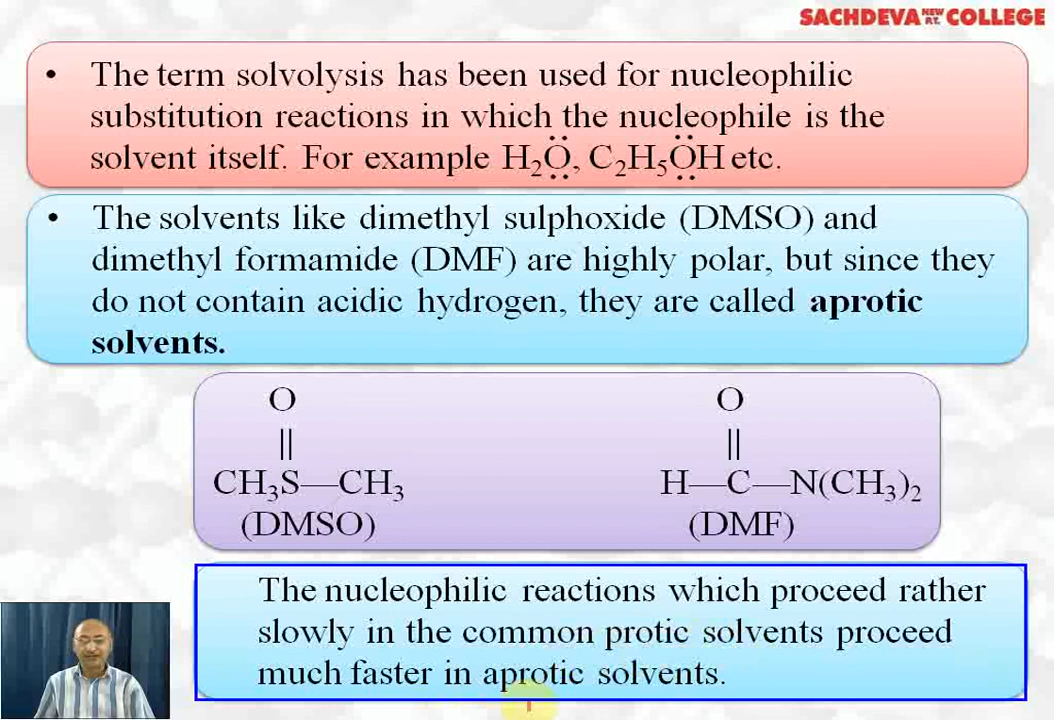 SACHDEVA NEW P.T. COLLEGE
• The term solvolysis has been used for nucleophilic
substitution reactions in which the nucleophile is the
solvent itself. For example H₂O, C₂H₅OH etc.
• The solvents like dimethyl sulphoxide (DMSO) and
dimethyl formamide (DMF) are highly polar, but since they
do not contain acidic hydrogen, they are called aprotic
solvents.
O O
|| ||
CH₃S—CH₃ H—C—N(CH₃)₂
(DMSO) (DMF)
The nucleophilic reactions which proceed rather
slowly in the common protic solvents proceed
much faster in aprotic solvents.